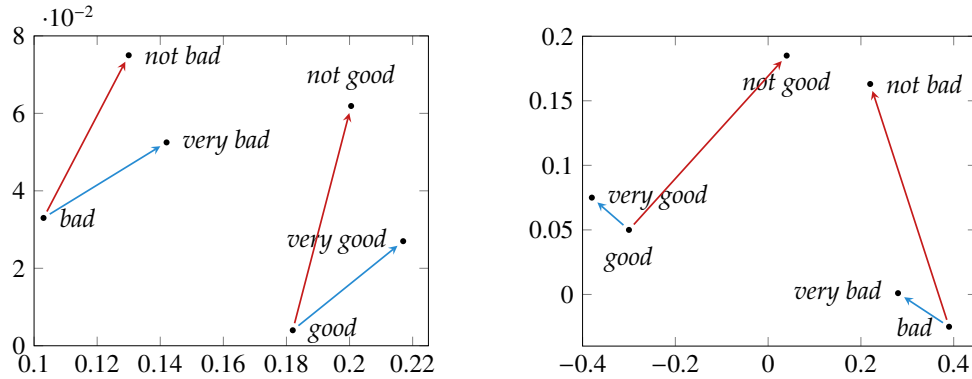 ·10−2
8
not bad
not good
6
very bad
4
bad
very good
2
good
0
0.1 0.12 0.14 0.16 0.18 0.2 0.22
0.2
not good
not bad
0.15
0.1
very good
0.05
good
very bad
0
bad
−0.4 −0.2 0 0.2 0.4